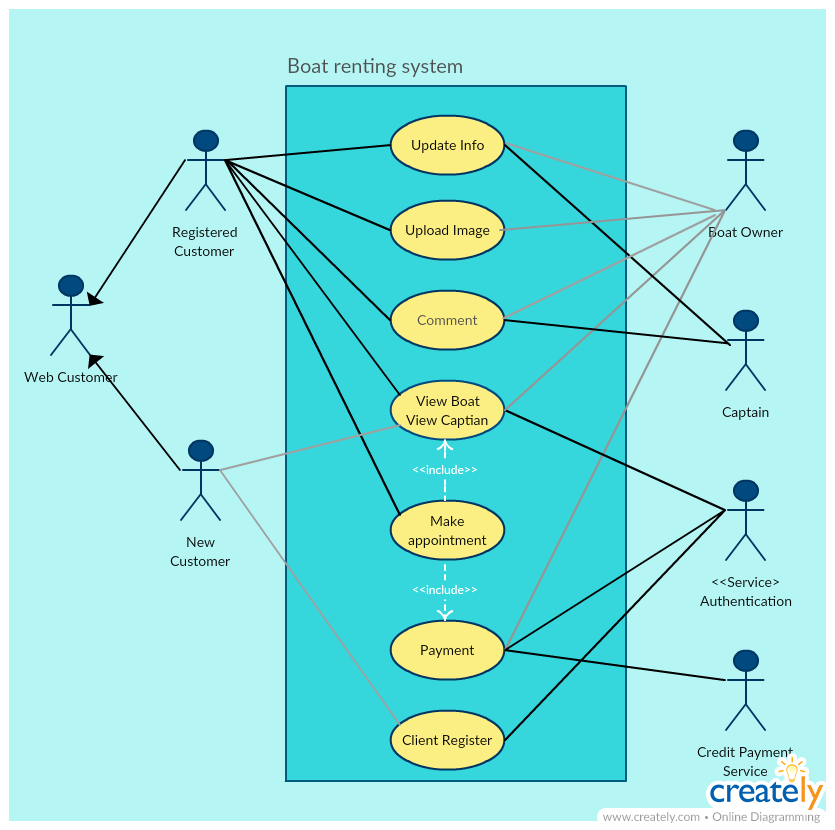 Boat renting system
Update Info
Registered
Customer
Upload Image
Boat Owner
Comment
Web Customer
View Boat
View Captian
Captain
<<include>>
Make
appointment
New
Customer
<<include>>
<<Service>
Authentication
Payment
Client Register
Credit Payment
Service
creately
www.creately.com • Online Diagramming